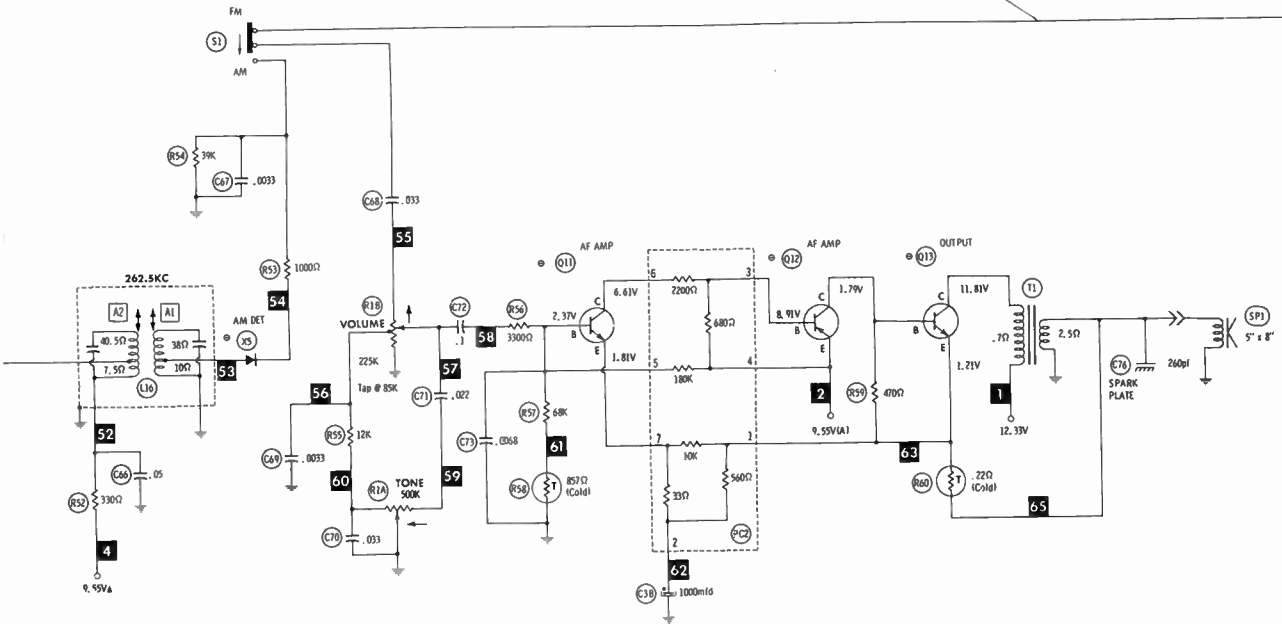 FM
S1
AM
R54
39K
C67
.0033
C68
.033
55
R53
1000Ω
54
262.5KC
A2
A1
AM DET
X5
40.5Ω
38Ω
7.5Ω
10Ω
L16
53
52
C66
.05
R52
330Ω
4
R1B
VOLUME
225K
Tap @ 85K
C72
.1
58
R56
3300Ω
57
56
C71
.022
R55
12K
C69
.0033
60
59
TONE
R1A
500K
C70
.033
AF AMP
Q11
2.37V
6.61V
C
B
E
1.81V
R57
68K
C73
.0068
61
R58
T
857Ω
(Cold)
6
2200Ω
3
680Ω
5
180K
4
7
10K
1
33Ω
560Ω
2
PC2
62
C3B
1000mfd
AF AMP
Q12
8.91V
1.79V
C
B
E
2
9.55V(A)
R59
470Ω
OUTPUT
Q13
11.81V
C
B
E
1.21V
63
R60
T
.22Ω
(Cold)
65
T1
.7Ω
2.5Ω
1
12.33V
C76
SPARK
PLATE
260pf
SP1
5" x 8"